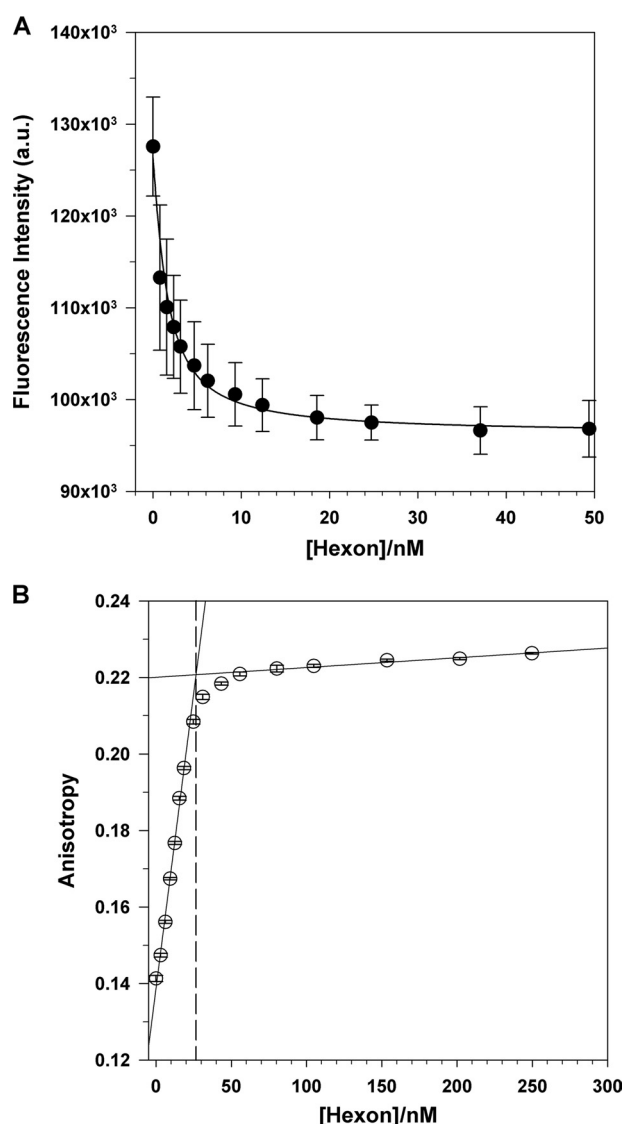 A
140x10³
130x10³
120x10³
110x10³
100x10³
90x10³
Fluorescence Intensity (a.u.)
0 10 20 30 40 50
[Hexon]/nM
B
0.24
0.22
0.20
0.18
0.16
0.14
0.12
Anisotropy
0 50 100 150 200 250 300
[Hexon]/nM